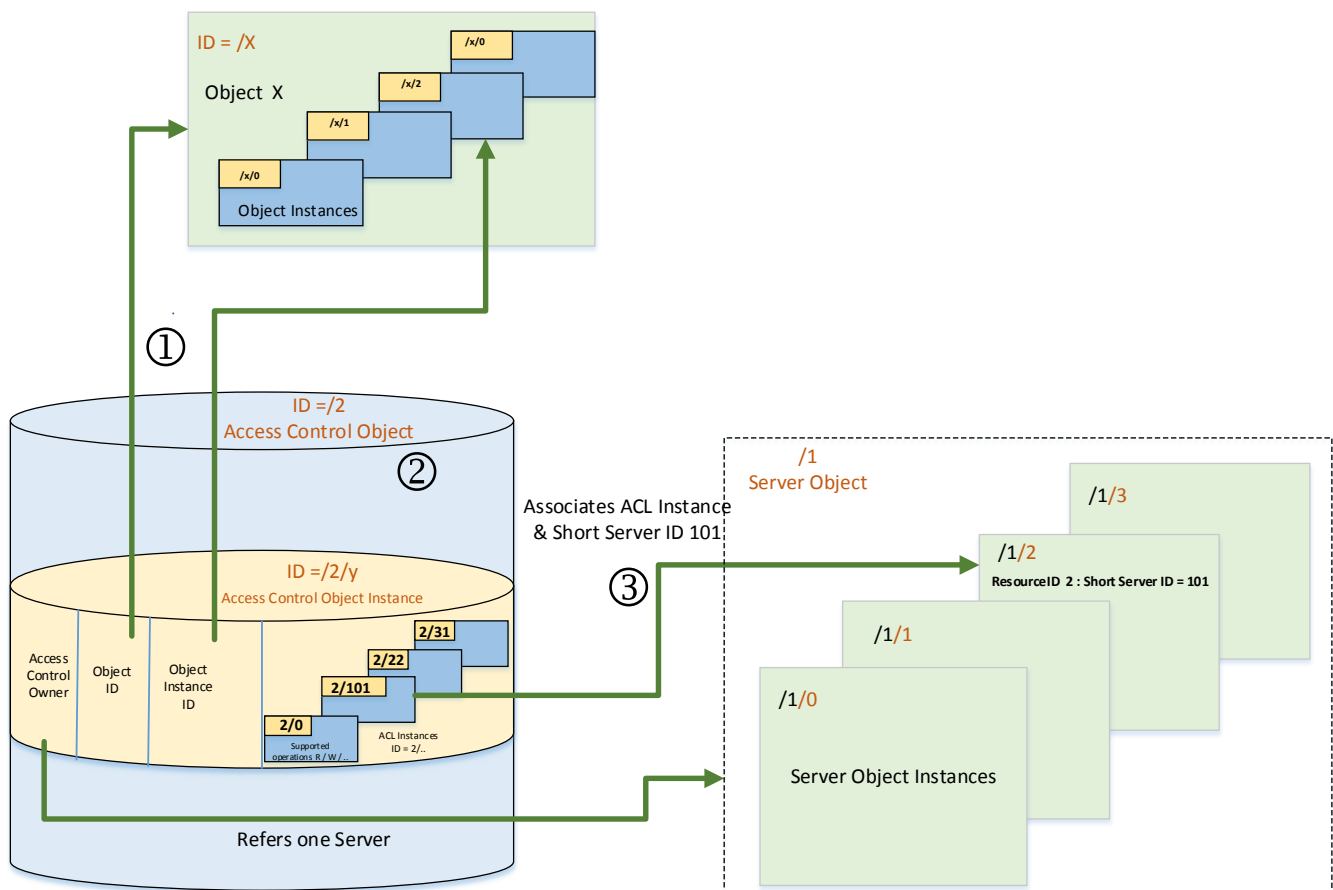 ID = /X
Object X
/x/0
/x/2
/x/1
/x/0
Object Instances
①
ID =/2
Access Control Object
②
ID =/2/y
Access Control Object Instance
Access
Control
Owner
Object
ID
Object
Instance
ID
2/31
2/22
2/101
2/0
Supported
operations R / W / ..
ACL Instances
ID = 2/..
Refers one Server
Associates ACL Instance
& Short Server ID 101
③
/1
Server Object
/1/3
/1/2
ResourceID 2 : Short Server ID = 101
/1/1
/1/0
Server Object Instances